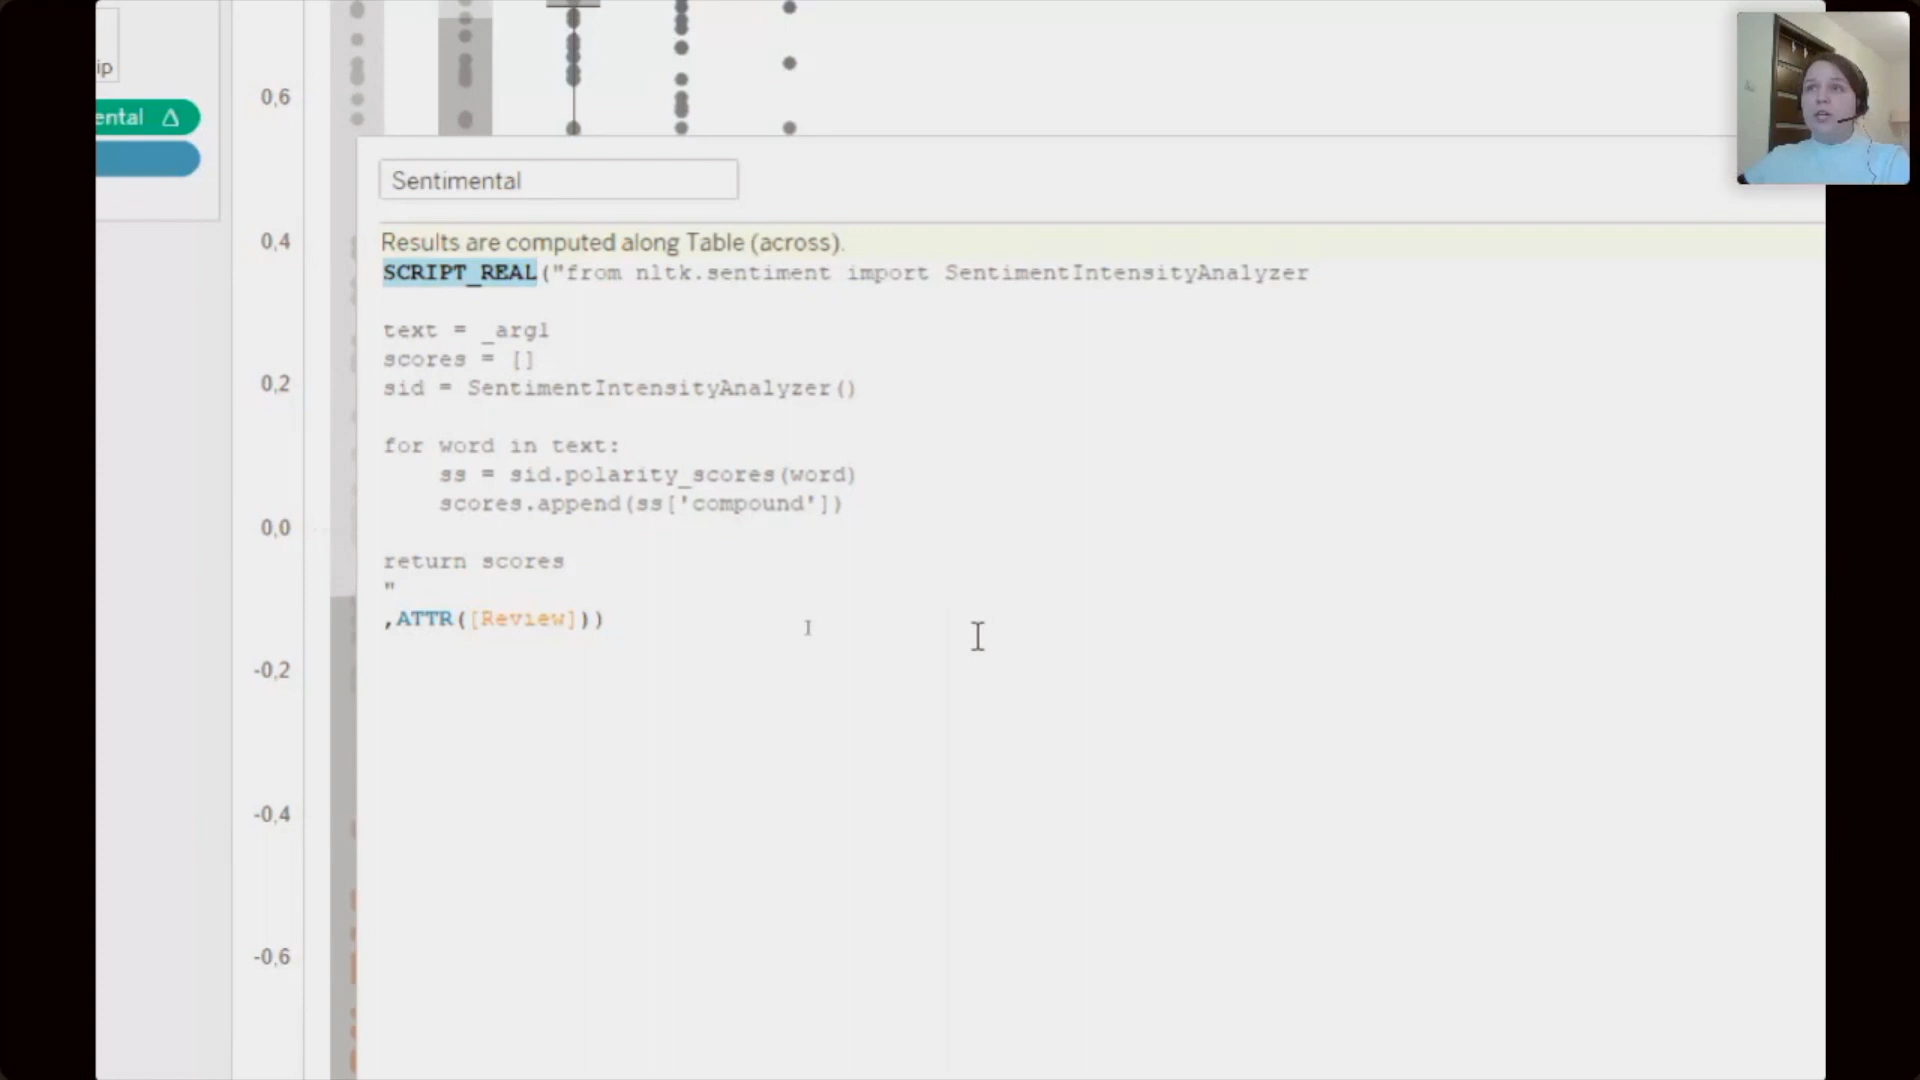 ip
ental
0,6
0,4
0,2
0,0
-0,2
-0,4
-0,6
Sentimental
Results are computed along Table (across).
SCRIPT_REAL("from nltk.sentiment import SentimentIntensityAnalyzer
text = _arg1
scores = []
sid = SentimentIntensityAnalyzer()
for word in text:
ss = sid.polarity_scores(word)
scores.append(ss['compound'])
return scores
"
,ATTR([Review]))